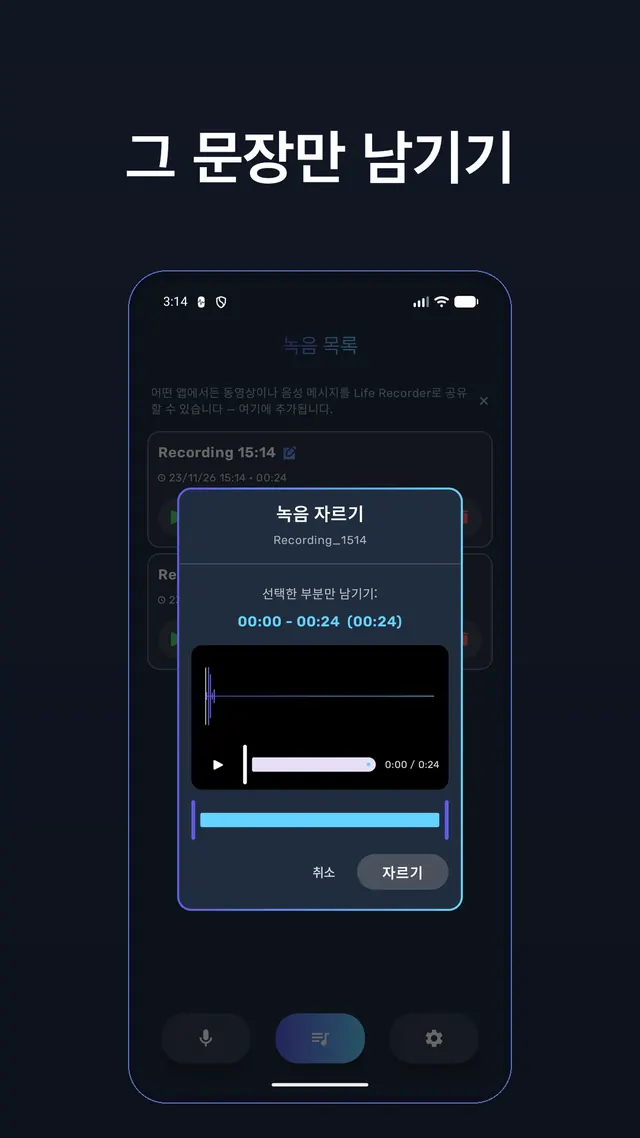 그 문장만 남기기
3:14
녹음 목록
어떤 앱에서든 동영상이나 음성 메시지를 Life Recorder로 공유
할 수 있습니다 — 여기에 추가됩니다.
Recording 15:14
23/11/26 15:14 • 00:24
녹음 자르기
Recording_1514
Re
2
선택한 부분만 남기기:
00:00 - 00:24 (00:24)
0:00 / 0:24
취소
자르기